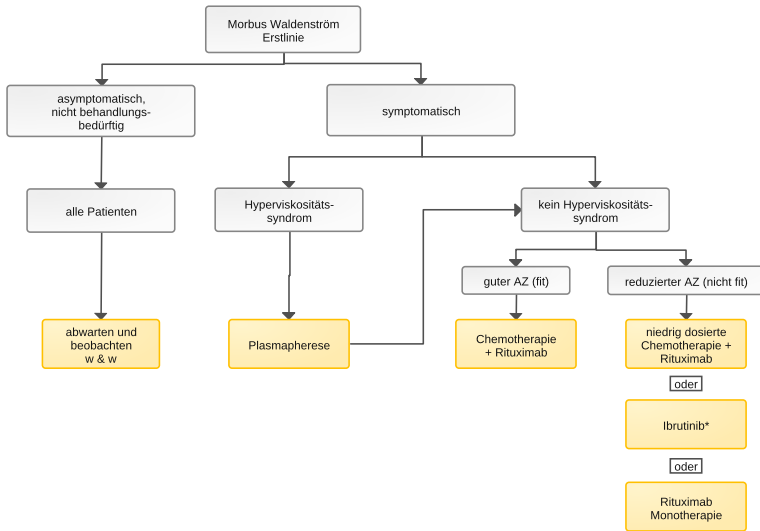 Morbus Waldenström
Erstlinie
asymptomatisch,
nicht behandlungs-
bedürftig
symptomatisch
alle Patienten
Hyperviskositäts-
syndrom
kein Hyperviskositäts-
syndrom
guter AZ (fit)
reduzierter AZ (nicht fit)
abwarten und
beobachten
w & w
Plasmapherese
Chemotherapie
+ Rituximab
niedrig dosierte
Chemotherapie +
Rituximab
oder
Ibrutinib*
oder
Rituximab
Monotherapie